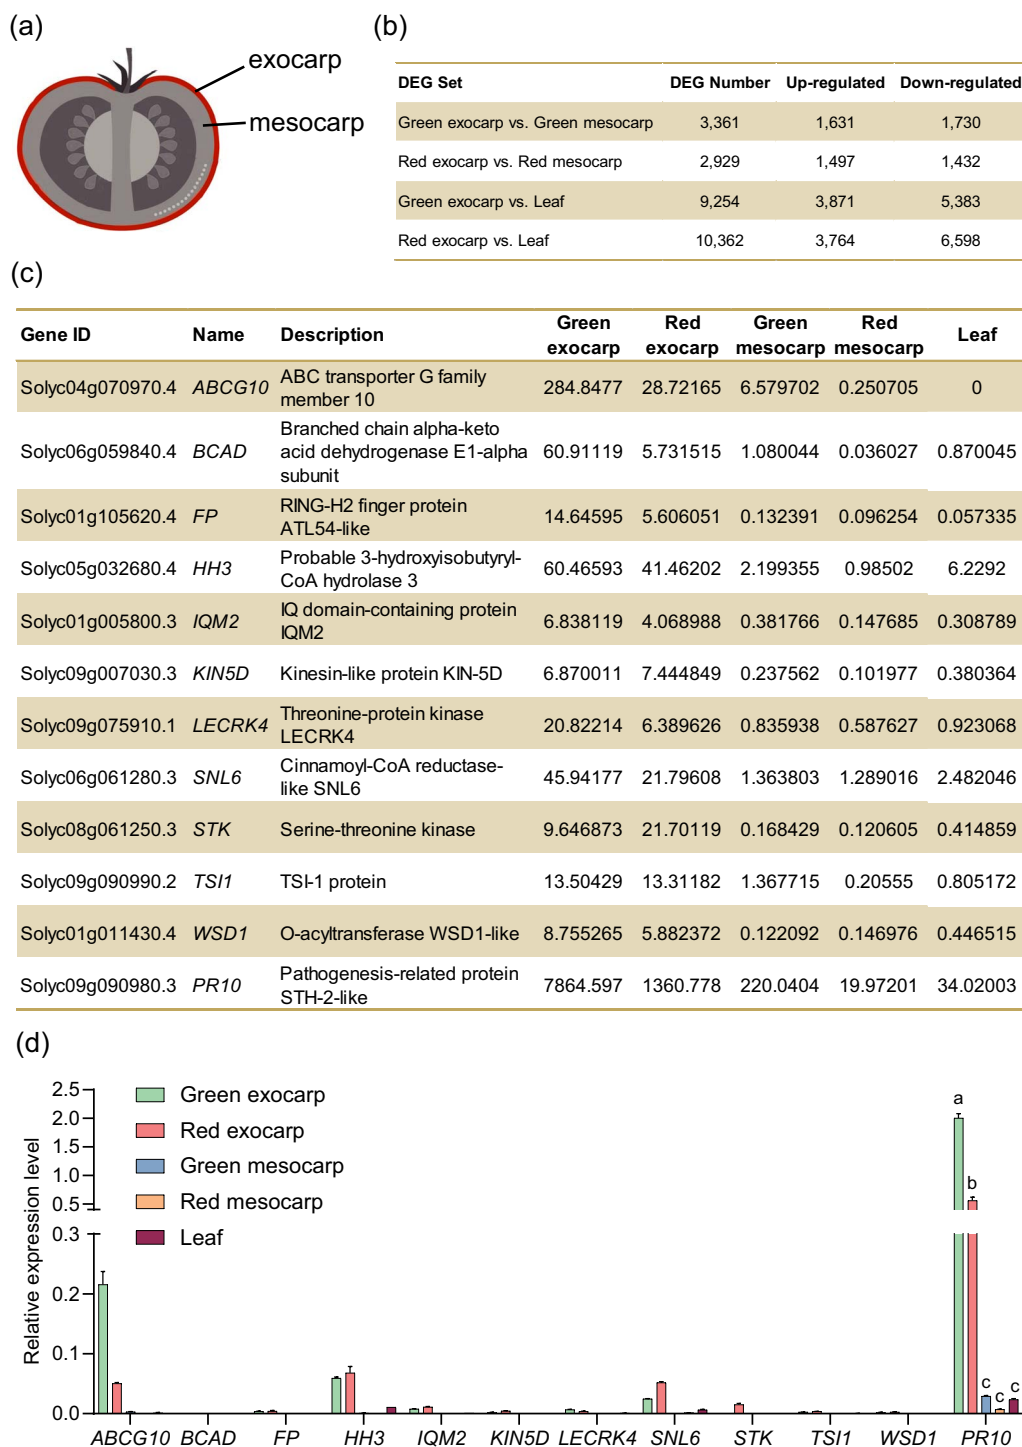 (a)
exocarp
mesocarp
(b)
DEG Set DEG Number Up-regulated Down-regulated
Green exocarp vs. Green mesocarp 3,361 1,631 1,730
Red exocarp vs. Red mesocarp 2,929 1,497 1,432
Green exocarp vs. Leaf 9,254 3,871 5,383
Red exocarp vs. Leaf 10,362 3,764 6,598
(c)
Gene ID Name Description Green exocarp Red exocarp Green mesocarp Red mesocarp Leaf
Solyc04g070970.4 ABCG10 ABC transporter G family member 10 284.8477 28.72165 6.579702 0.250705 0
Solyc06g059840.4 BCAD Branched chain alpha-keto acid dehydrogenase E1-alpha subunit 60.91119 5.731515 1.080044 0.036027 0.870045
Solyc01g105620.4 FP RING-H2 finger protein ATL54-like 14.64595 5.606051 0.132391 0.096254 0.057335
Solyc05g032680.4 HH3 Probable 3-hydroxyisobutyryl-CoA hydrolase 3 60.46593 41.46202 2.199355 0.98502 6.2292
Solyc01g005800.3 IQM2 IQ domain-containing protein IQM2 6.838119 4.068988 0.381766 0.147685 0.308789
Solyc09g007030.3 KIN5D Kinesin-like protein KIN-5D 6.870011 7.444849 0.237562 0.101977 0.380364
Solyc09g075910.1 LECRK4 Threonine-protein kinase LECRK4 20.82214 6.389626 0.835938 0.587627 0.923068
Solyc06g061280.3 SNL6 Cinnamoyl-CoA reductase-like SNL6 45.94177 21.79608 1.363803 1.289016 2.482046
Solyc08g061250.3 STK Serine-threonine kinase 9.646873 21.70119 0.168429 0.120605 0.414859
Solyc09g090990.2 TSI1 TSI-1 protein 13.50429 13.31182 1.367715 0.20555 0.805172
Solyc01g011430.4 WSD1 O-acyltransferase WSD1-like 8.755265 5.882372 0.122092 0.146976 0.446515
Solyc09g090980.3 PR10 Pathogenesis-related protein STH-2-like 7864.597 1360.778 220.0404 19.97201 34.02003
(d)
Relative expression level
2.5
2.0
1.5
1.0
0.5
0.3
0.2
0.1
0.0
Green exocarp
Red exocarp
Green mesocarp
Red mesocarp
Leaf
a
b
c
c
c
ABCG10 BCAD FP HH3 IQM2 KIN5D LECRK4 SNL6 STK TSI1 WSD1 PR10